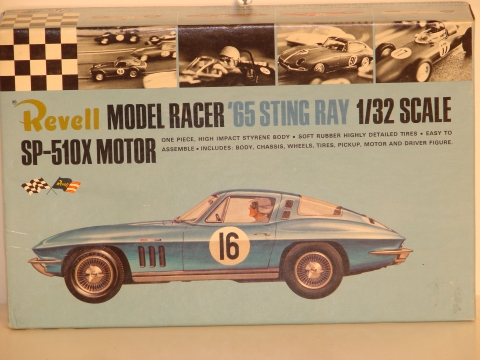 Revell MODEL RACER '65 STING RAY 1/32 SCALE
SP-510X MOTOR
ONE PIECE, HIGH IMPACT STYRENE BODY • SOFT RUBBER HIGHLY DETAILED TIRES • EASY TO
ASSEMBLE • INCLUDES: BODY, CHASSIS, WHEELS, TIRES, PICKUP, MOTOR AND DRIVER FIGURE.
16
17